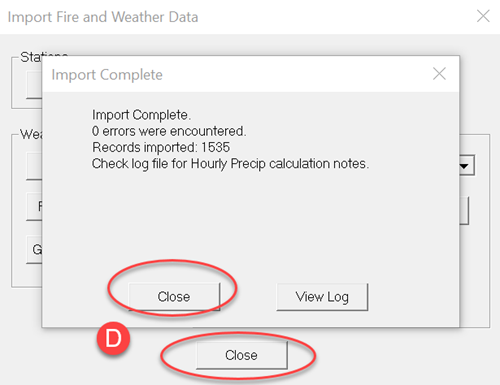 Import Fire and Weather Data
Stations
Import Complete
Import Complete.
0 errors were encountered.
Records imported: 1535
Check log file for Hourly Precip calculation notes.
Wea
F
G
Close
View Log
D
Close